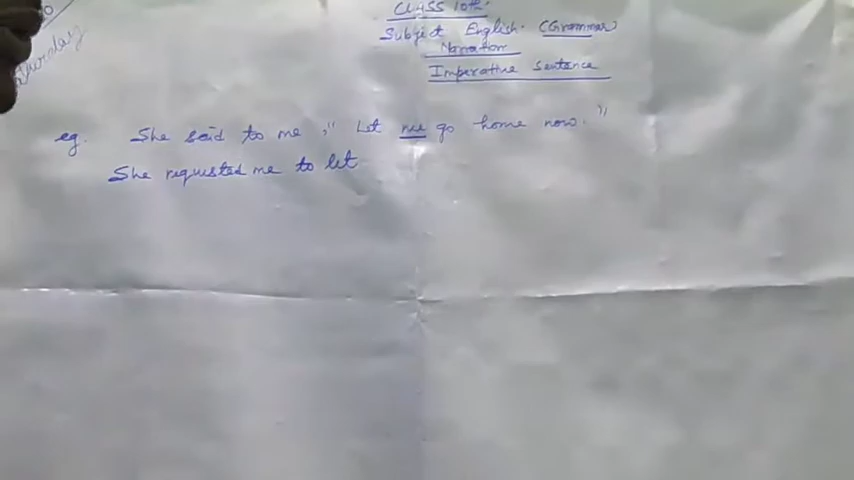 Class 10th.
Subject English. (Grammar)
Narration
Imperative Sentence
eg. She said to me, "Let me go home now."
She requested me to let